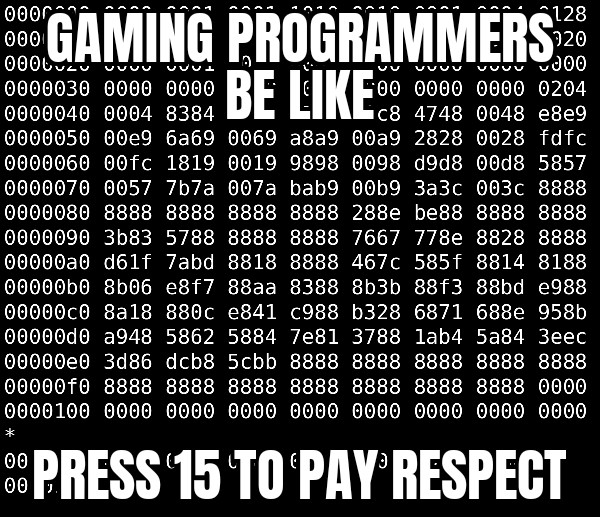 GAMING PROGRAMMERS
BE LIKE
0000030 0000 0000 0000 0000 0204
0000040 0004 8384 c8 4748 0048 e8e9
0000050 00e9 6a69 0069 a8a9 00a9 2828 0028 fdfc
0000060 00fc 1819 0019 9898 0098 d9d8 00d8 5857
0000070 0057 7b7a 007a bab9 00b9 3a3c 003c 8888
0000080 8888 8888 8888 8888 288e be88 8888 8888
0000090 3b83 5788 8888 8888 7667 778e 8828 8888
00000a0 d61f 7abd 8818 8888 467c 585f 8814 8188
00000b0 8b06 e8f7 88aa 8388 8b3b 88f3 88bd e988
00000c0 8a18 880c e841 c988 b328 6871 688e 958b
00000d0 a948 5862 5884 7e81 3788 1ab4 5a84 3eec
00000e0 3d86 dcb8 5cbb 8888 8888 8888 8888 8888
00000f0 8888 8888 8888 8888 8888 8888 8888 0000
0000100 0000 0000 0000 0000 0000 0000 0000 0000
*
PRESS 15 TO PAY RESPECT